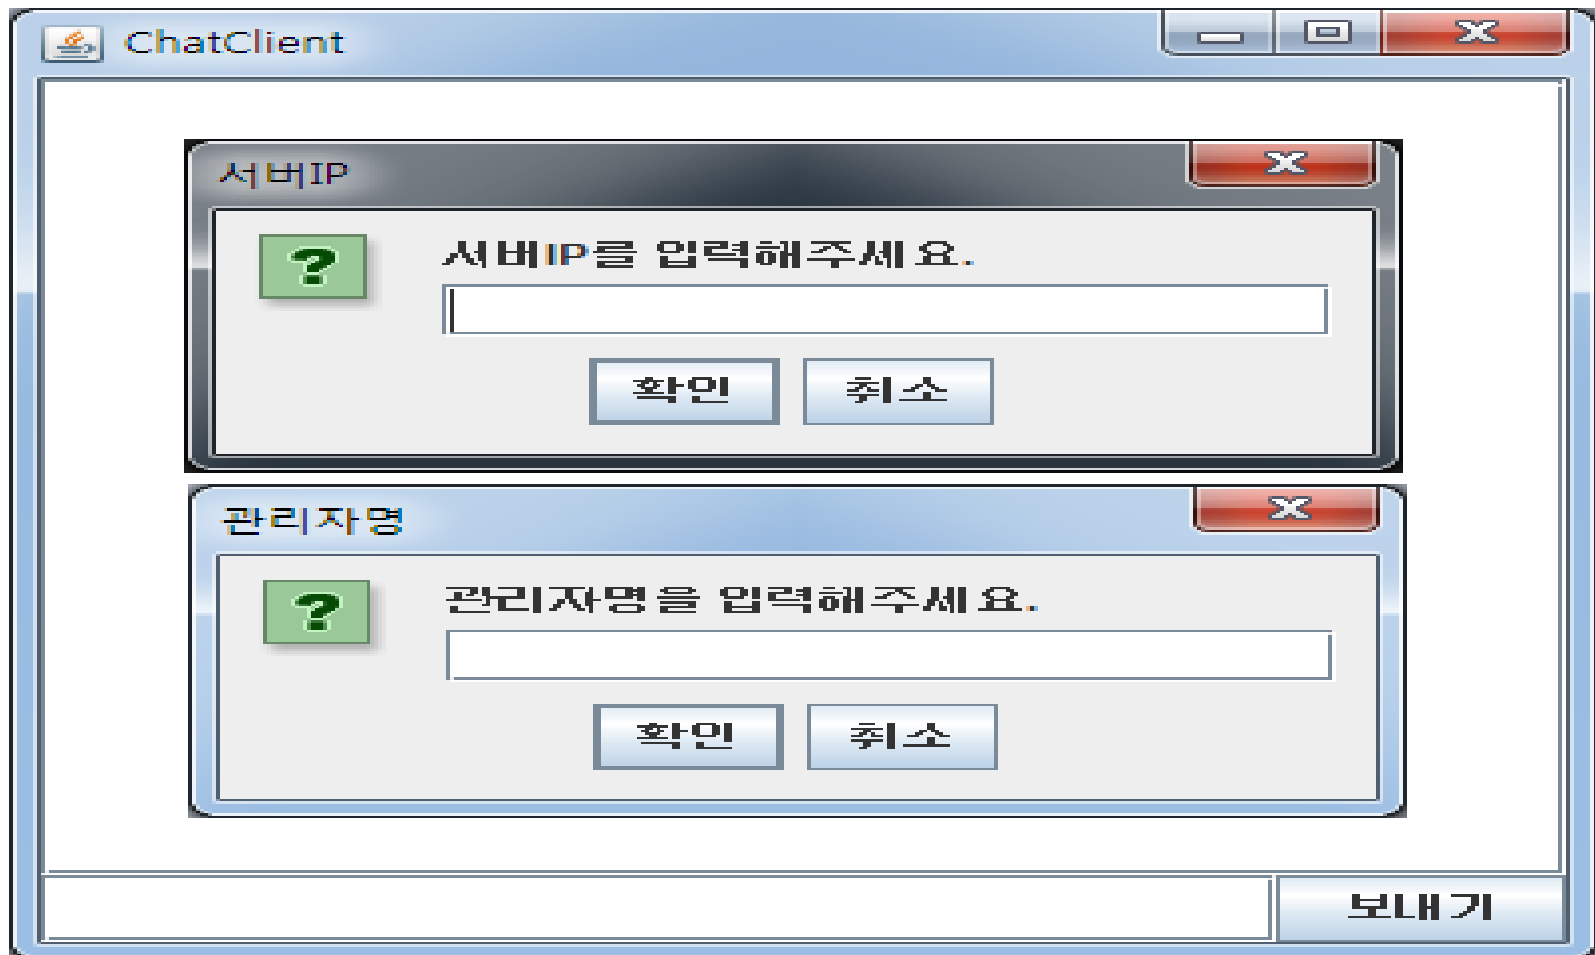 ChatClient
서버IP
?
서버IP를 입력해주세요.
확인 취소
관리자명
?
관리자명을 입력해주세요.
확인 취소
보내기